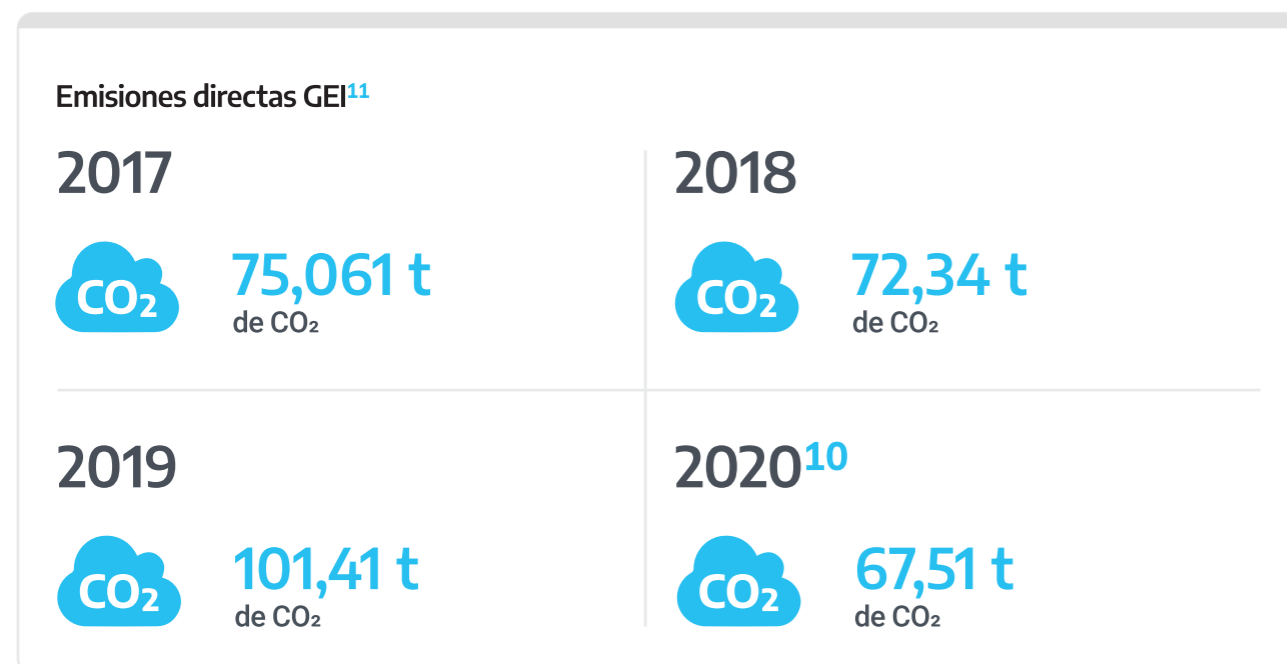 Emisiones directas GEI¹¹
2017
CO₂
75,061 t
de CO₂
2018
CO₂
72,34 t
de CO₂
2019
CO₂
101,41 t
de CO₂
2020¹⁰
CO₂
67,51 t
de CO₂